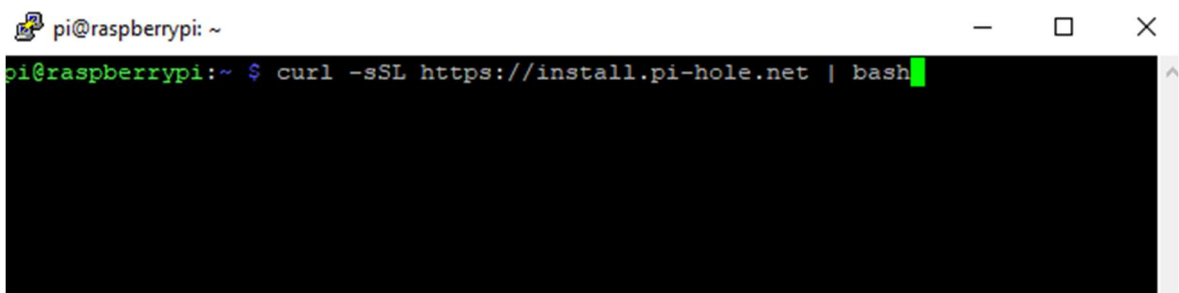 pi@raspberrypi: ~
pi@raspberrypi:~ $ curl -sSL https://install.pi-hole.net | bash